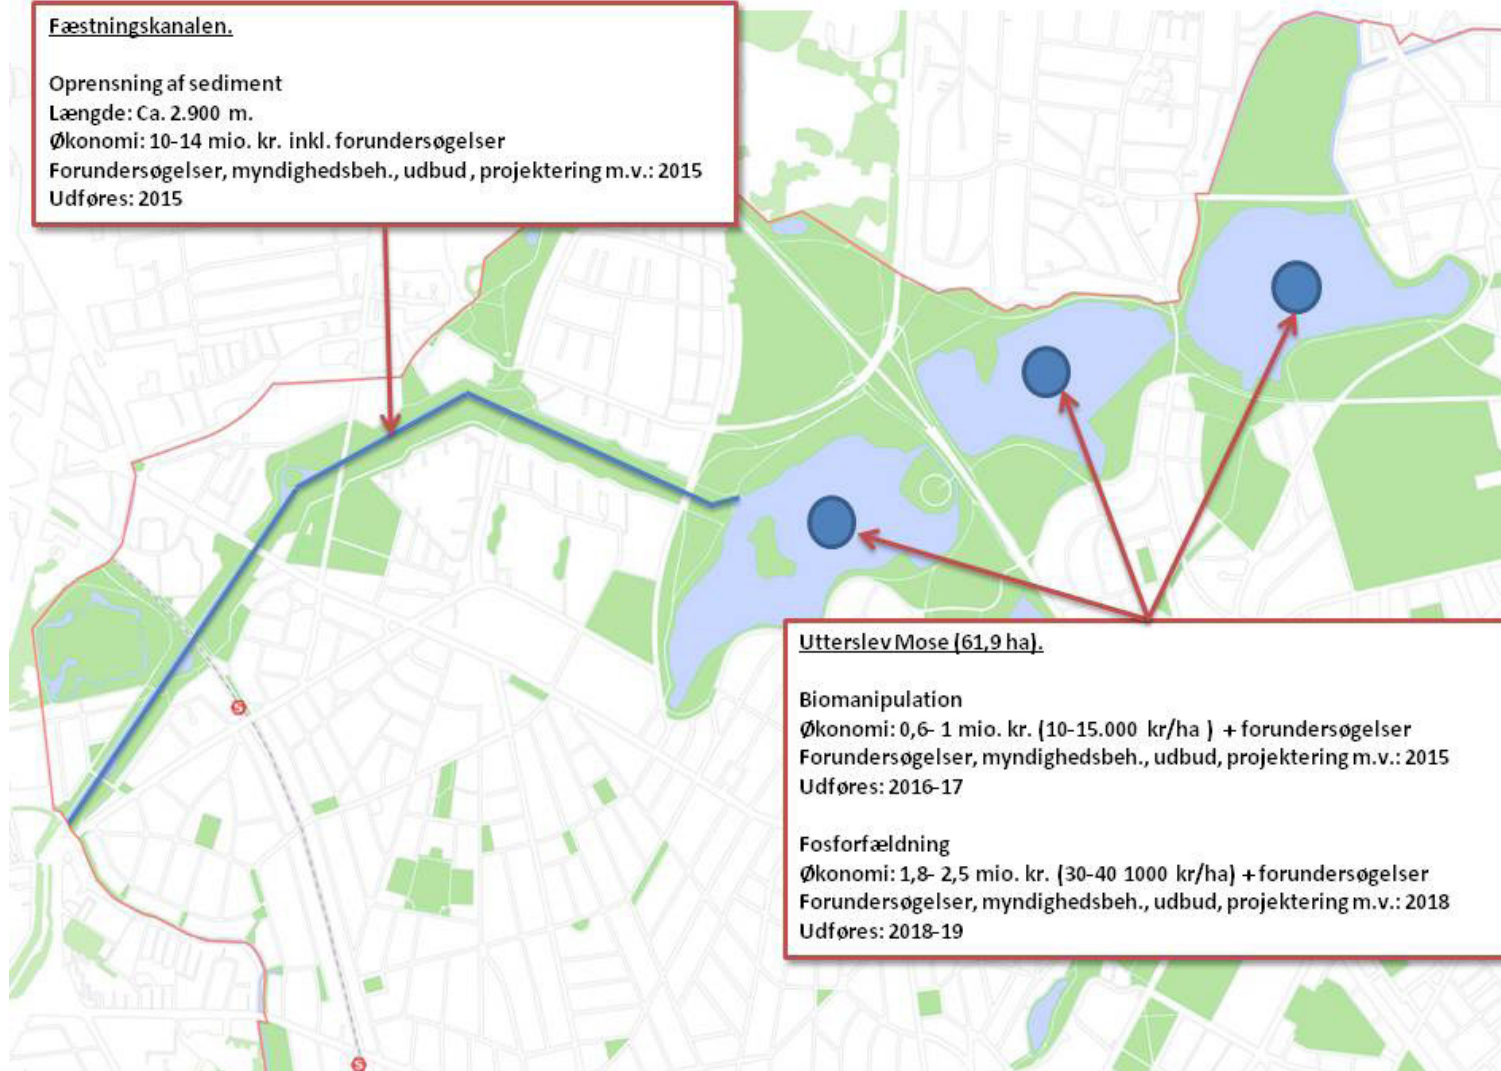 Fæstningskanalen.
Oprensning af sediment
Længde: Ca. 2.900 m.
Økonomi: 10-14 mio. kr. inkl. forundersøgelser
Forundersøgelser, myndighedsbeh., udbud, projektering m.v.: 2015
Udføres: 2015
Utterslev Mose (61,9 ha).
Biomanipulation
Økonomi: 0,6- 1 mio. kr. (10-15.000 kr/ha ) + forundersøgelser
Forundersøgelser, myndighedsbeh., udbud, projektering m.v.: 2015
Udføres: 2016-17
Fosforfældning
Økonomi: 1,8- 2,5 mio. kr. (30-40 1000 kr/ha) + forundersøgelser
Forundersøgelser, myndighedsbeh., udbud, projektering m.v.: 2018
Udføres: 2018-19
S
S